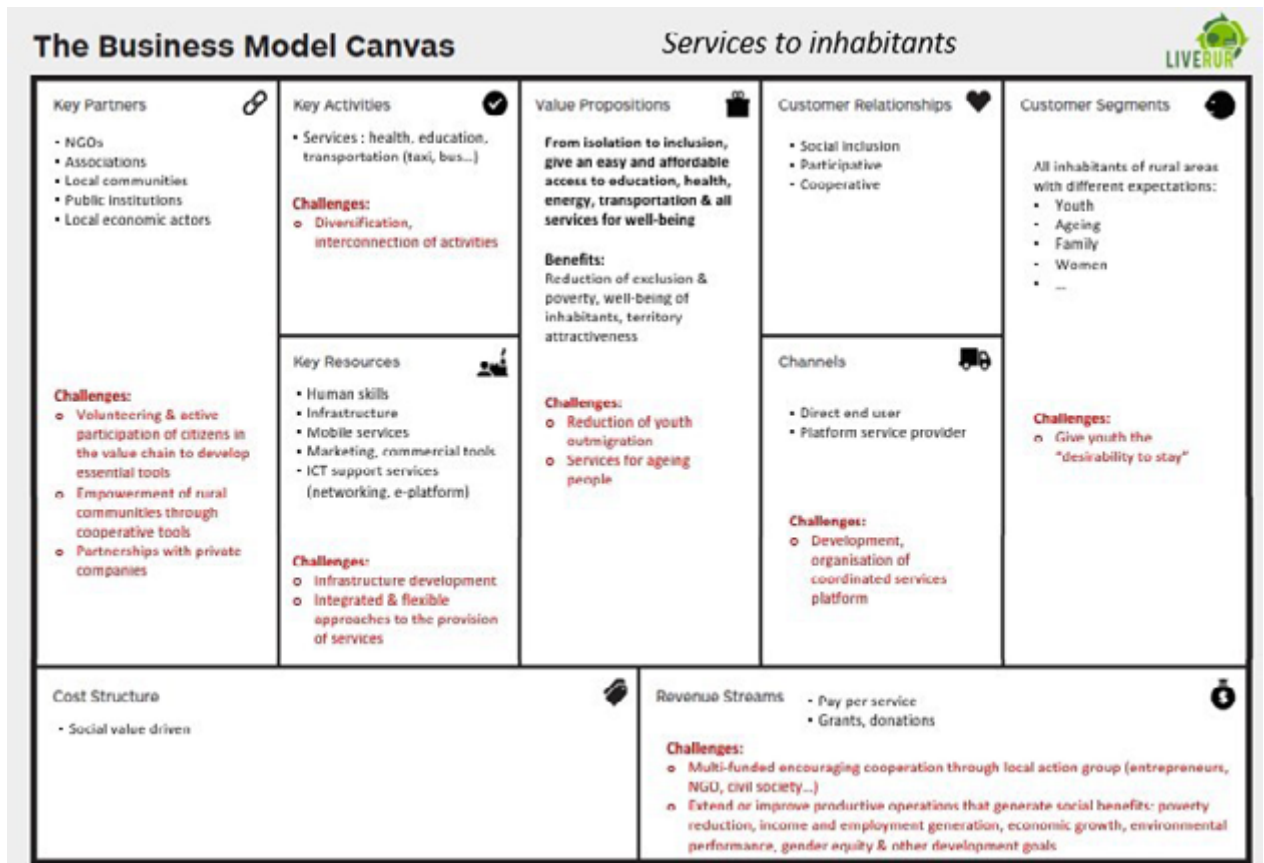 The Business Model Canvas
Services to inhabitants
LIVERUR
Key Partners
- NGOs
▪ Associations
▪ Local communities
▪ Public institutions
▪ Local economic actors
Challenges:
o Volunteering & active
participation of citizens in
the value chain to develop
essential tools
o Empowerment of rural
communities through
cooperative tools
o Partnerships with private
companies
Key Activities
▪ Services : health, education,
transportation (taxi, bus...)
Challenges:
o Diversification,
interconnection of activities
Key Resources
▪ Human skills
▪ Infrastructure
▪ Mobile services
▪ Marketing, commercial tools
- ICT support services
(networking, e-platform)
Challenges:
o Infrastructure development
o Integrated & flexible
approaches to the provision
of services
Value Propositions
From isolation to inclusion,
give an easy and affordable
access to education, health,
energy, transportation & all
services for well-being
Benefits:
Reduction of exclusion &
poverty, well-being of
inhabitants, territory
attractiveness
Challenges:
o Reduction of youth
outmigration
o Services for ageing
people
Customer Relationships
▪ Social inclusion
▪ Participative
- Cooperative
Channels
▪ Direct end user
▪ Platform service provider
Challenges:
o Development,
organisation of
coordinated services
platform
Customer Segments
All inhabitants of rural areas
with different expectations:
• Youth
- Ageing
• Family
- Women
• ...
Challenges:
o Give youth the
"desirability to stay"
Cost Structure
- Social value driven
Revenue Streams
- Pay per service
▪ Grants, donations
Challenges:
o Multi-funded encouraging cooperation through local action group (entrepreneurs,
NGO, civil society...)
o Extend or improve productive operations that generate social benefits: poverty
reduction, income and employment generation, economic growth, environmental
performance, gender equity & other development goals